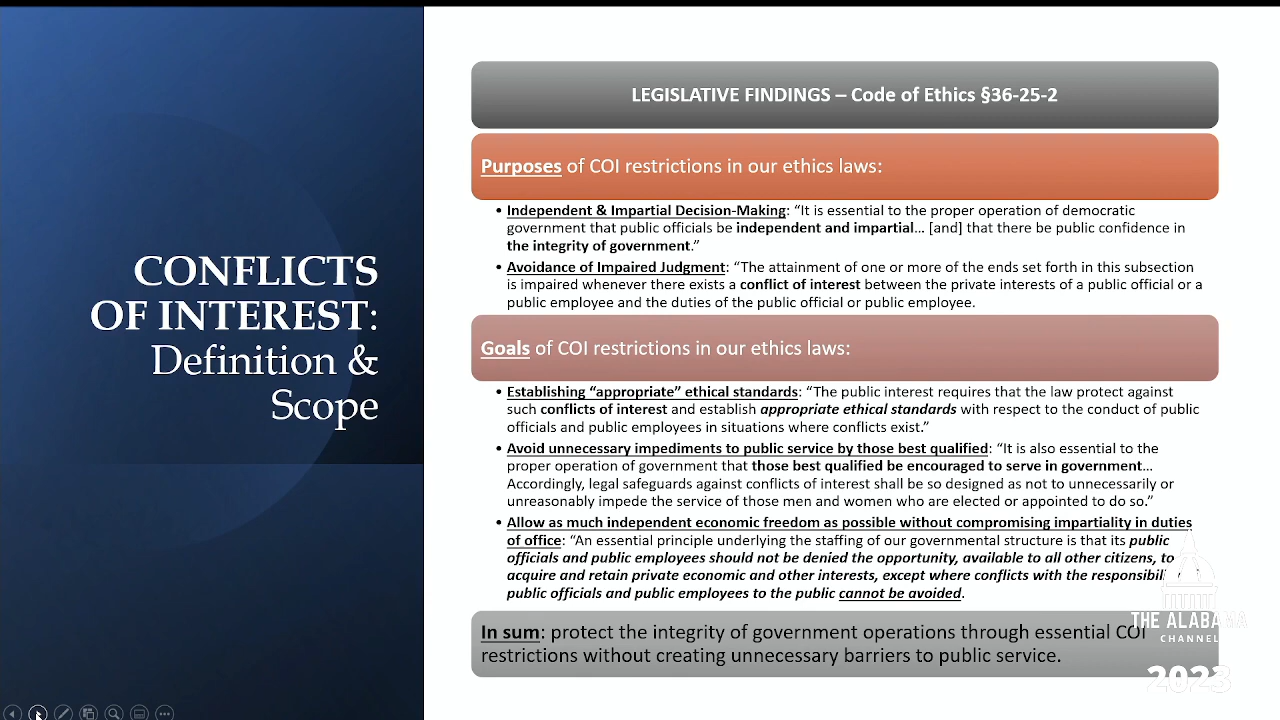 CONFLICTS
OF INTEREST:
Definition &
Scope
LEGISLATIVE FINDINGS – Code of Ethics §36-25-2
Purposes of COI restrictions in our ethics laws:
• Independent & Impartial Decision-Making: “It is essential to the proper operation of democratic
government that public officials be independent and impartial… [and] that there be public confidence in
the integrity of government.”
• Avoidance of Impaired Judgment: “The attainment of one or more of the ends set forth in this subsection
is impaired whenever there exists a conflict of interest between the private interests of a public official or a
public employee and the duties of the public official or public employee.
Goals of COI restrictions in our ethics laws:
• Establishing “appropriate” ethical standards: “The public interest requires that the law protect against
such conflicts of interest and establish appropriate ethical standards with respect to the conduct of public
officials and public employees in situations where conflicts exist.”
• Avoid unnecessary impediments to public service by those best qualified: “It is also essential to the
proper operation of government that those best qualified be encouraged to serve in government…
Accordingly, legal safeguards against conflicts of interest shall be so designed as not to unnecessarily or
unreasonably impede the service of those men and women who are elected or appointed to do so.”
• Allow as much independent economic freedom as possible without compromising impartiality in duties
of office: “An essential principle underlying the staffing of our governmental structure is that its public
officials and public employees should not be denied the opportunity, available to all other citizens, to
acquire and retain private economic and other interests, except where conflicts with the
public officials and public employees to the public cannot be avoided.
In sum: protect the integrity of government operations through essential COI
restrictions without creating unnecessary barriers to public service.
THE ALABAMA
CHANNEL
2023